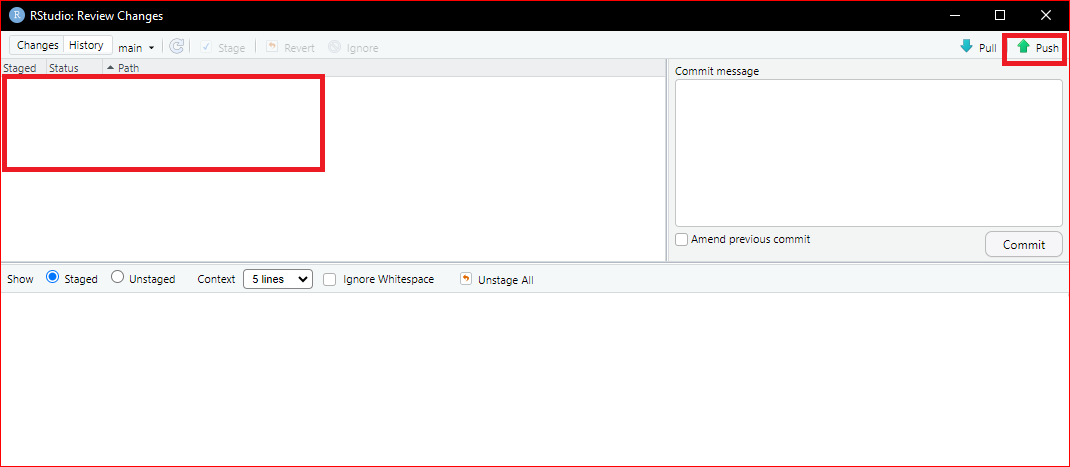 R RStudio: Review Changes
Changes History main Stage Revert Ignore Pull Push
Staged Status Path
Commit message
Amend previous commit
Commit
Show Staged Unstaged Context 5 lines Ignore Whitespace Unstage All